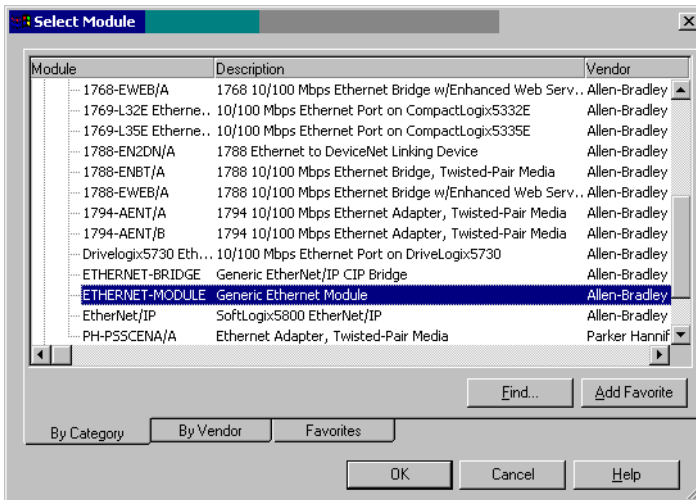 Select Module
Module Description Vendor
1768-EWEB/A 1768 10/100 Mbps Ethernet Bridge w/Enhanced Web Serv.. Allen-Bradley
1769-L32E Etherne.. 10/100 Mbps Ethernet Port on CompactLogix5332E Allen-Bradley
1769-L35E Etherne.. 10/100 Mbps Ethernet Port on CompactLogix5335E Allen-Bradley
1788-EN2DN/A 1788 Ethernet to DeviceNet Linking Device Allen-Bradley
1788-ENBT/A 1788 10/100 Mbps Ethernet Bridge, Twisted-Pair Media Allen-Bradley
1788-EWEB/A 1788 10/100 Mbps Ethernet Bridge w/Enhanced Web Serv.. Allen-Bradley
1794-AENT/A 1794 10/100 Mbps Ethernet Adapter, Twisted-Pair Media Allen-Bradley
1794-AENT/B 1794 10/100 Mbps Ethernet Adapter, Twisted-Pair Media Allen-Bradley
Drivelogix5730 Eth... 10/100 Mbps Ethernet Port on DriveLogix5730 Allen-Bradley
ETHERNET-BRIDGE Generic EtherNet/IP CIP Bridge Allen-Bradley
ETHERNET-MODULE Generic Ethernet Module Allen-Bradley
EtherNet/IP SoftLogix5800 EtherNet/IP Allen-Bradley
PH-PSSCENA/A Ethernet Adapter, Twisted-Pair Media Parker Hannif
Find... Add Favorite
By Category By Vendor Favorites
OK Cancel Help